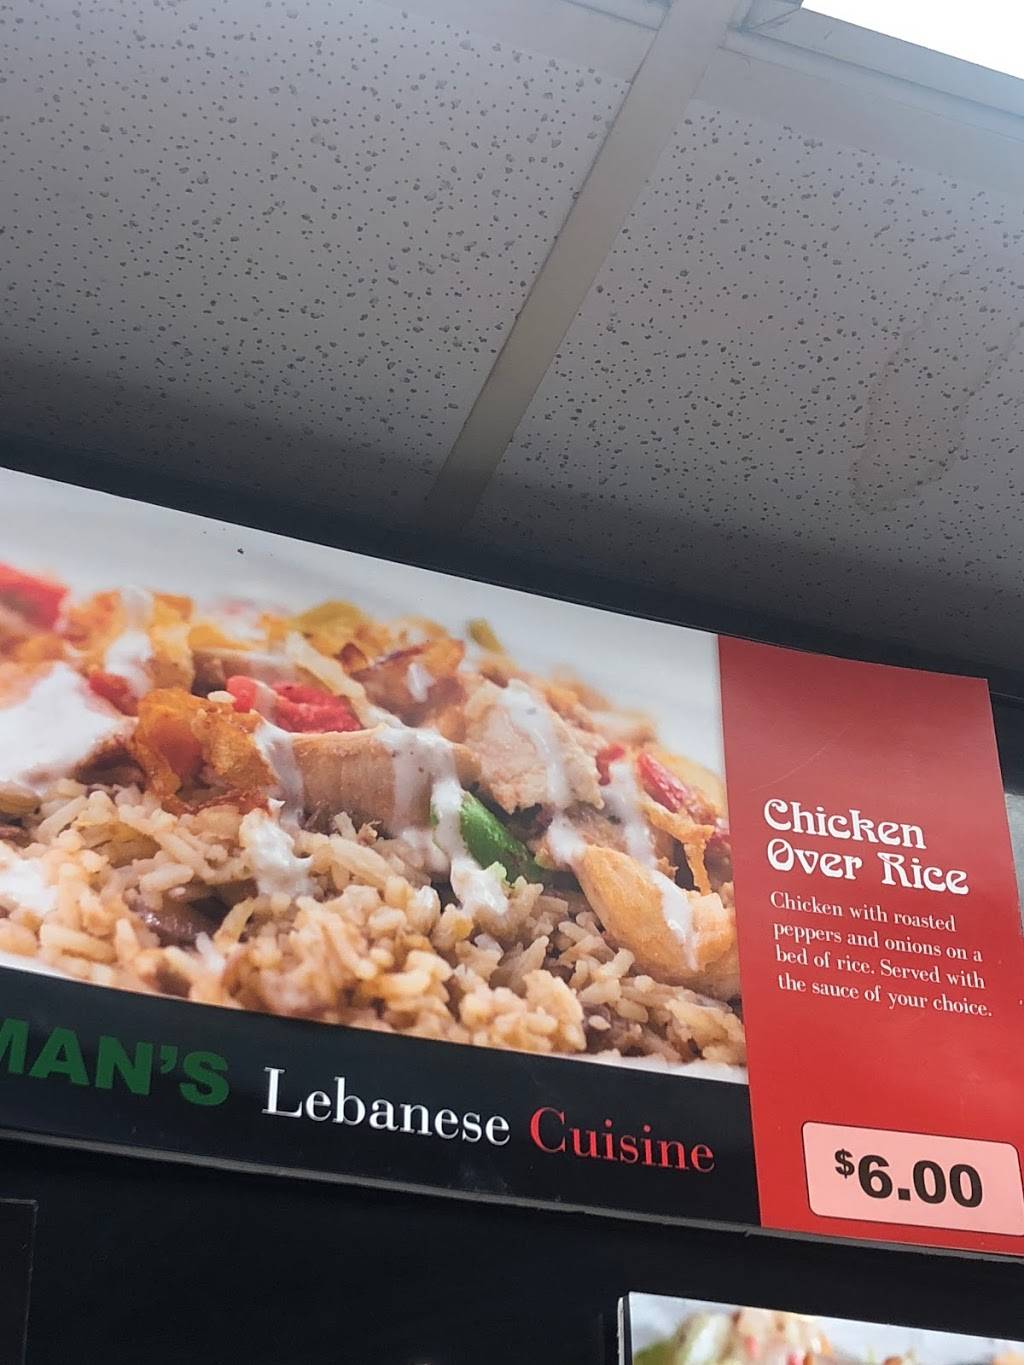 Chicken
Over Rice
Chicken with roasted
peppers and onions on a
bed of rice. Served with
the sauce of your choice.
$6.00
MAN'S Lebanese Cuisine